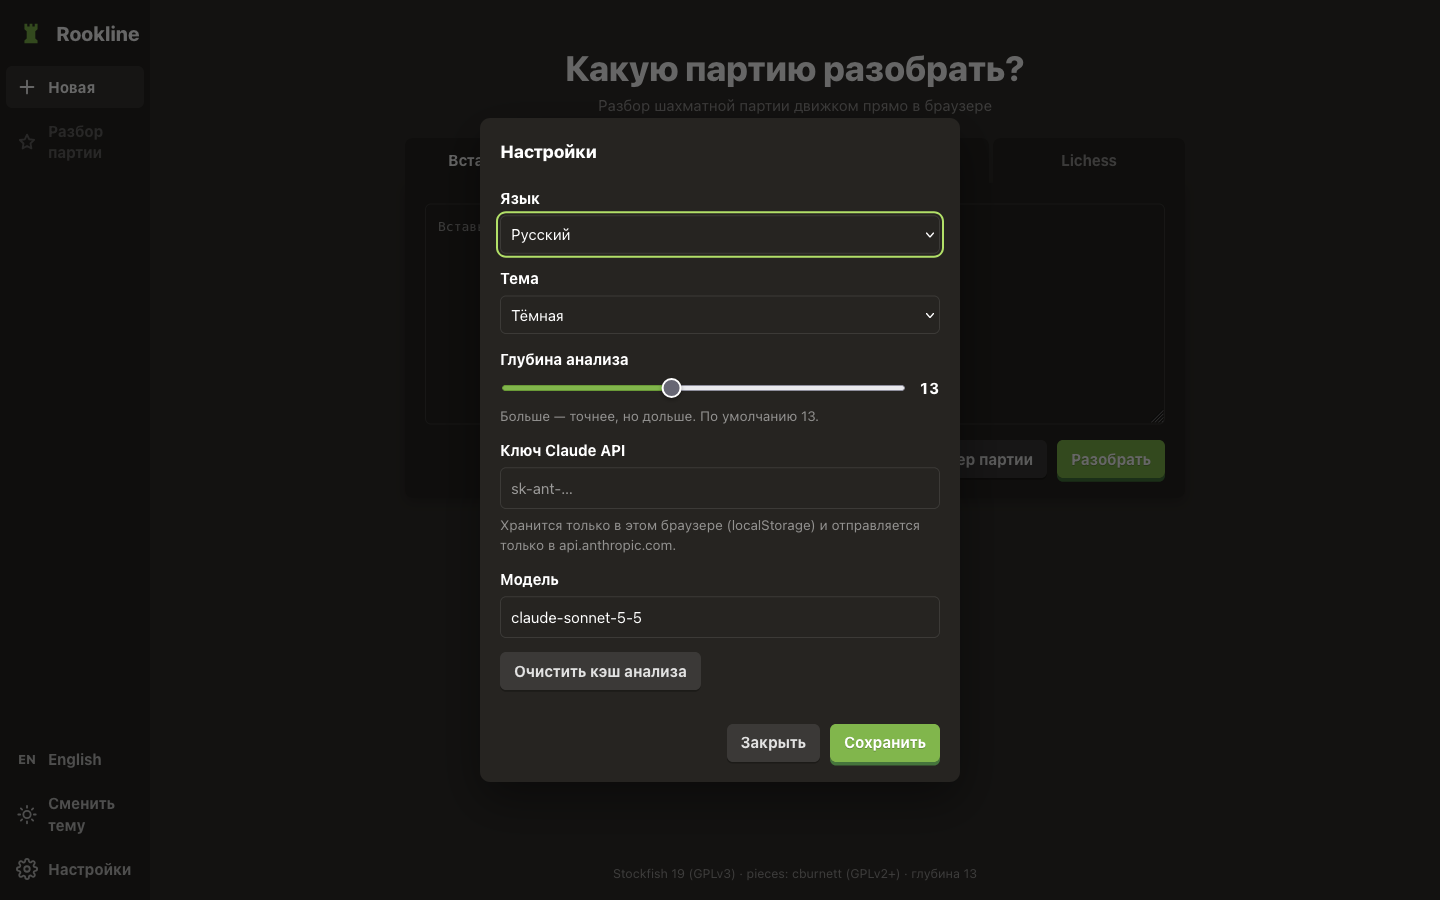 Rookline
Новая
Разбор
партии
Какую партию разобрать?
Разбор шахматной партии движком прямо в браузере
Lichess
Разобрать
Настройки
Язык
Русский
Тема
Тёмная
Глубина анализа
13
Больше — точнее, но дольше. По умолчанию 13.
Ключ Claude API
sk-ant-...
Хранится только в этом браузере (localStorage) и отправляется
только в api.anthropic.com.
Модель
claude-sonnet-5-5
Очистить кэш анализа
Закрыть
Сохранить
партии
EN English
Сменить
тему
Настройки
Stockfish 19 (GPLv3) · pieces: cburnett (GPLv2+) · глубина 13